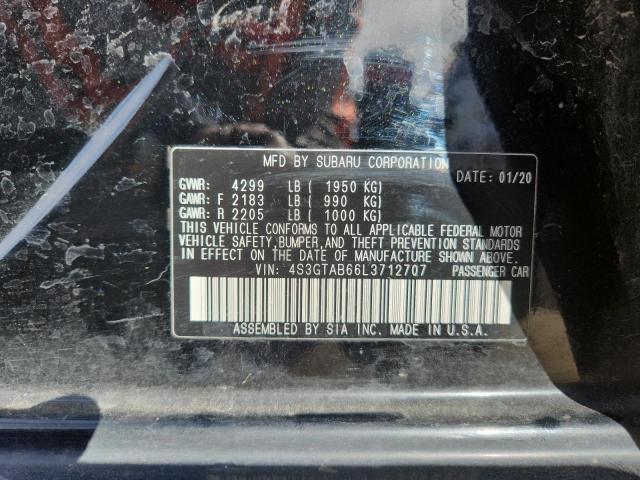 MFD BY SUBARU CORPORATION
DATE: 01/20
GVWR: 4299 LB ( 1950 KG)
GAWR: F 2183 LB ( 990 KG)
GAWR: R 2205 LB ( 1000 KG)
THIS VEHICLE CONFORMS TO ALL APPLICABLE FEDERAL MOTOR
VEHICLE SAFETY, BUMPER, AND THEFT PREVENTION STANDARDS
IN EFFECT ON THE DATE OF MANUFACTURE SHOWN ABOVE.
VIN: 4S3GTAB66L3712707 PASSENGER CAR
ASSEMBLED BY SIA INC. MADE IN U.S.A.